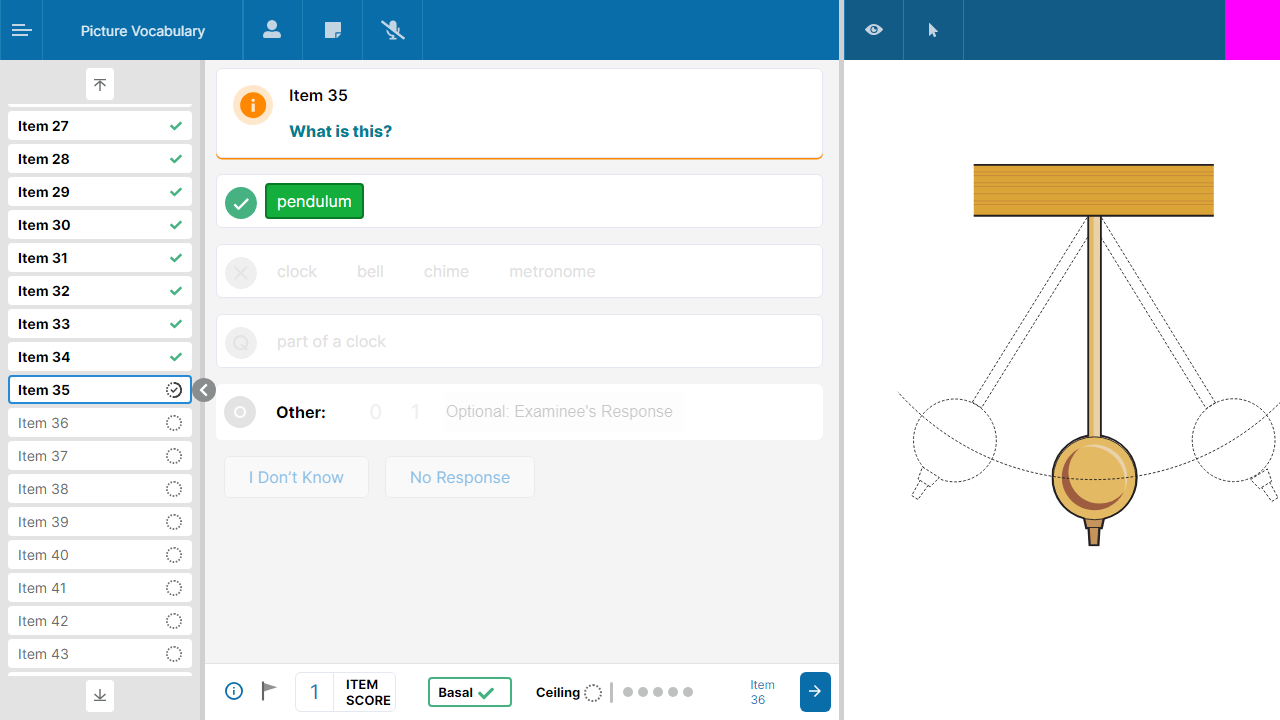 Picture Vocabulary
Item 27
Item 28
Item 29
Item 30
Item 31
Item 32
Item 33
Item 34
Item 35
Item 36
Item 37
Item 38
Item 39
Item 40
Item 41
Item 42
Item 43
Item 35
What is this?
pendulum
clock bell chime metronome
Q part of a clock
O Other: 0 1 Optional: Examinee's Response
I Don't Know No Response
1 ITEM SCORE
Basal
Ceiling
Item 36